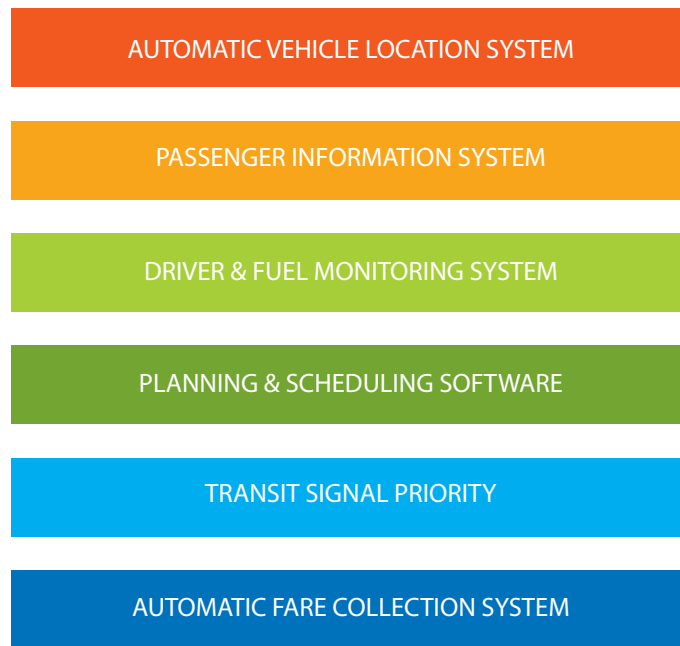 AUTOMATIC VEHICLE LOCATION SYSTEM
PASSENGER INFORMATION SYSTEM
DRIVER & FUEL MONITORING SYSTEM
PLANNING & SCHEDULING SOFTWARE
TRANSIT SIGNAL PRIORITY
AUTOMATIC FARE COLLECTION SYSTEM